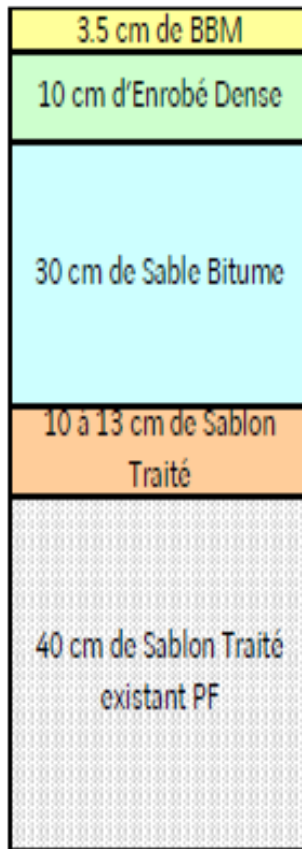 3.5 cm de BBM
10 cm d'Enrobé Dense
30 cm de Sable Bitume
10 à 13 cm de Sablon
Traité
40 cm de Sablon Traité
existant PF